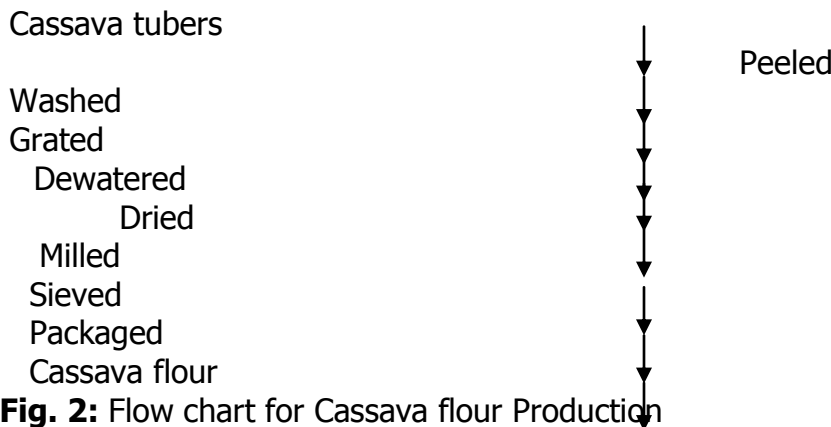 Cassava tubers
Peeled
Washed
Grated
Dewatered
Dried
Milled
Sieved
Packaged
Cassava flour
Fig. 2: Flow chart for Cassava flour Production